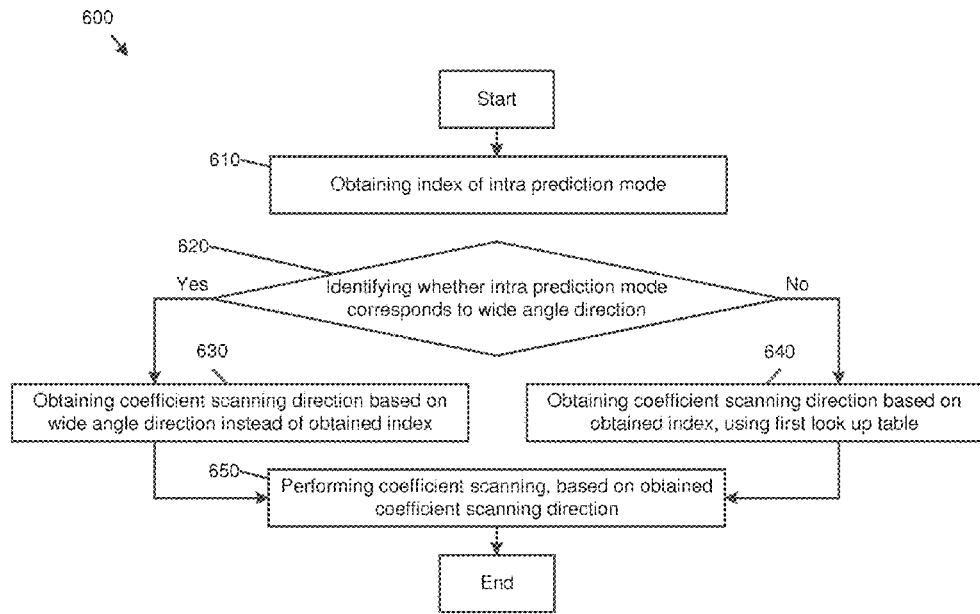 600
Start
610
Obtaining index of intra prediction mode
620
Yes
Identifying whether intra prediction mode
corresponds to wide angle direction
No
630
640
Obtaining coefficient scanning direction based on
wide angle direction instead of obtained index
Obtaining coefficient scanning direction based on
obtained index, using first look up table
650
Performing coefficient scanning, based on obtained
coefficient scanning direction
End